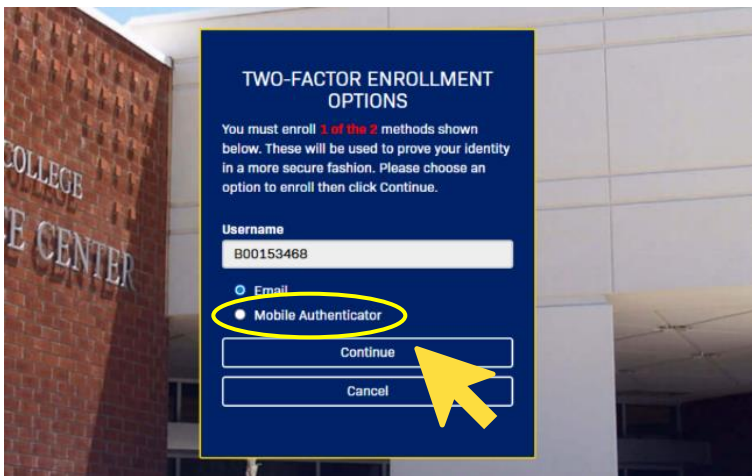 COLLEGE
CE CENTER
TWO-FACTOR ENROLLMENT
OPTIONS
You must enroll 1 of the 2 methods shown
below. These will be used to prove your identity
in a more secure fashion. Please choose an
option to enroll then click Continue.
Username
B00153468
Email
Mobile Authenticator
Continue
Cancel